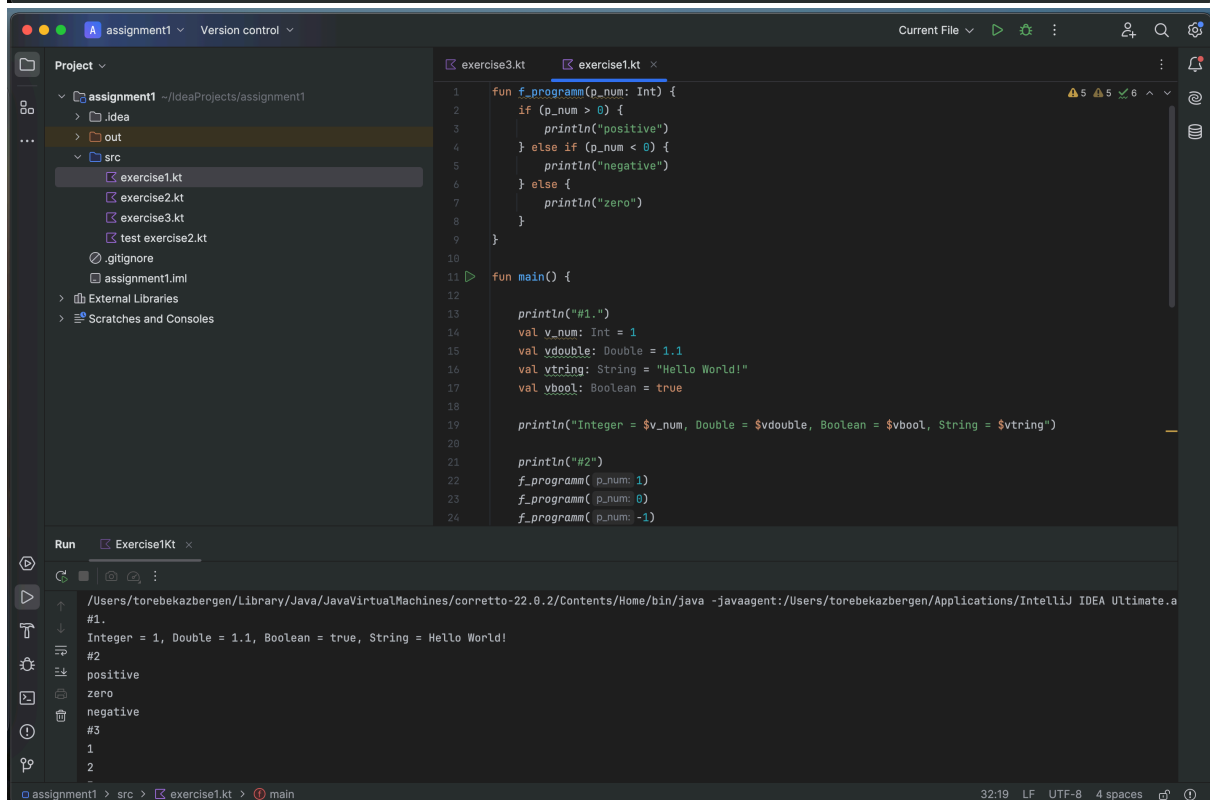 A assignment1 Version control Current File
Project
assignment1 ~/IdeaProjects/assignment1
.idea
out
src
exercise1.kt
exercise2.kt
exercise3.kt
test exercise2.kt
.gitignore
assignment1.iml
External Libraries
Scratches and Consoles
exercise3.kt exercise1.kt
5 5 6
1 fun f_programm(p_num: Int) {
2 if (p_num > 0) {
3 println("positive")
4 } else if (p_num < 0) {
5 println("negative")
6 } else {
7 println("zero")
8 }
9 }
10
11 fun main() {
12
13 println("#1.")
14 val v_num: Int = 1
15 val vdouble: Double = 1.1
16 val vtring: String = "Hello World!"
17 val vbool: Boolean = true
18
19 println("Integer = $v_num, Double = $vdouble, Boolean = $vbool, String = $vtring")
20
21 println("#2")
22 f_programm( p_num: 1)
23 f_programm( p_num: 0)
24 f_programm( p_num: -1)
Run Exercise1Kt
/Users/torebekazbergen/Library/Java/JavaVirtualMachines/corretto-22.0.2/Contents/Home/bin/java -javaagent:/Users/torebekazbergen/Applications/IntelliJ IDEA Ultimate.a
#1.
Integer = 1, Double = 1.1, Boolean = true, String = Hello World!
#2
positive
zero
negative
#3
1
2
assignment1 > src > exercise1.kt > main 32:19 LF UTF-8 4 spaces